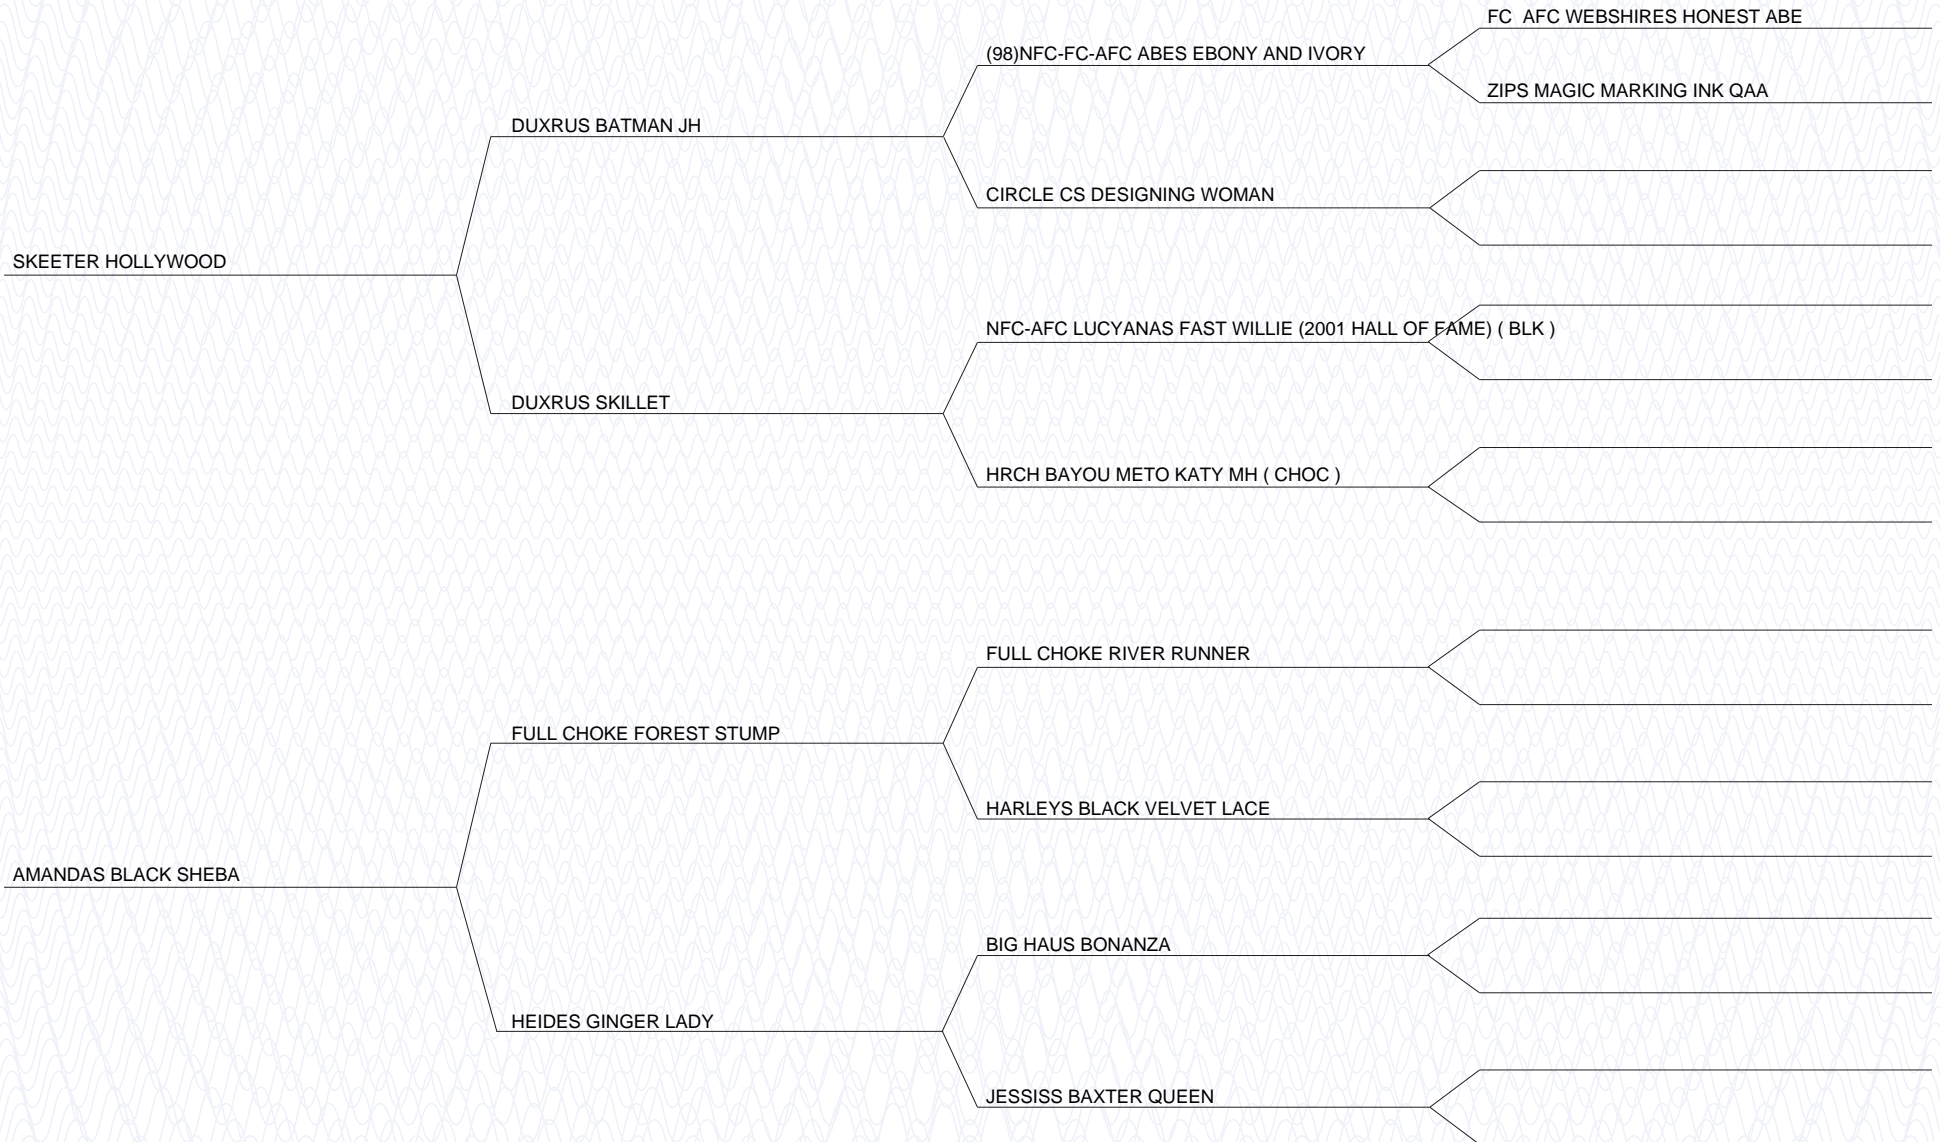 FC  AFC WEBSHIRES HONEST ABE
(98)NFC-FC-AFC ABES EBONY AND IVORY
ZIPS MAGIC MARKING INK QAA
DUXRUS BATMAN JH
CIRCLE CS DESIGNING WOMAN
SKEETER HOLLYWOOD
NFC-AFC LUCYANAS FAST WILLIE (2001 HALL OF FAME) ( BLK )
DUXRUS SKILLET
HRCH BAYOU METO KATY MH ( CHOC )
FULL CHOKE RIVER RUNNER
FULL CHOKE FOREST STUMP
HARLEYS BLACK VELVET LACE
AMANDAS BLACK SHEBA
BIG HAUS BONANZA
HEIDES GINGER LADY
JESSISS BAXTER QUEEN